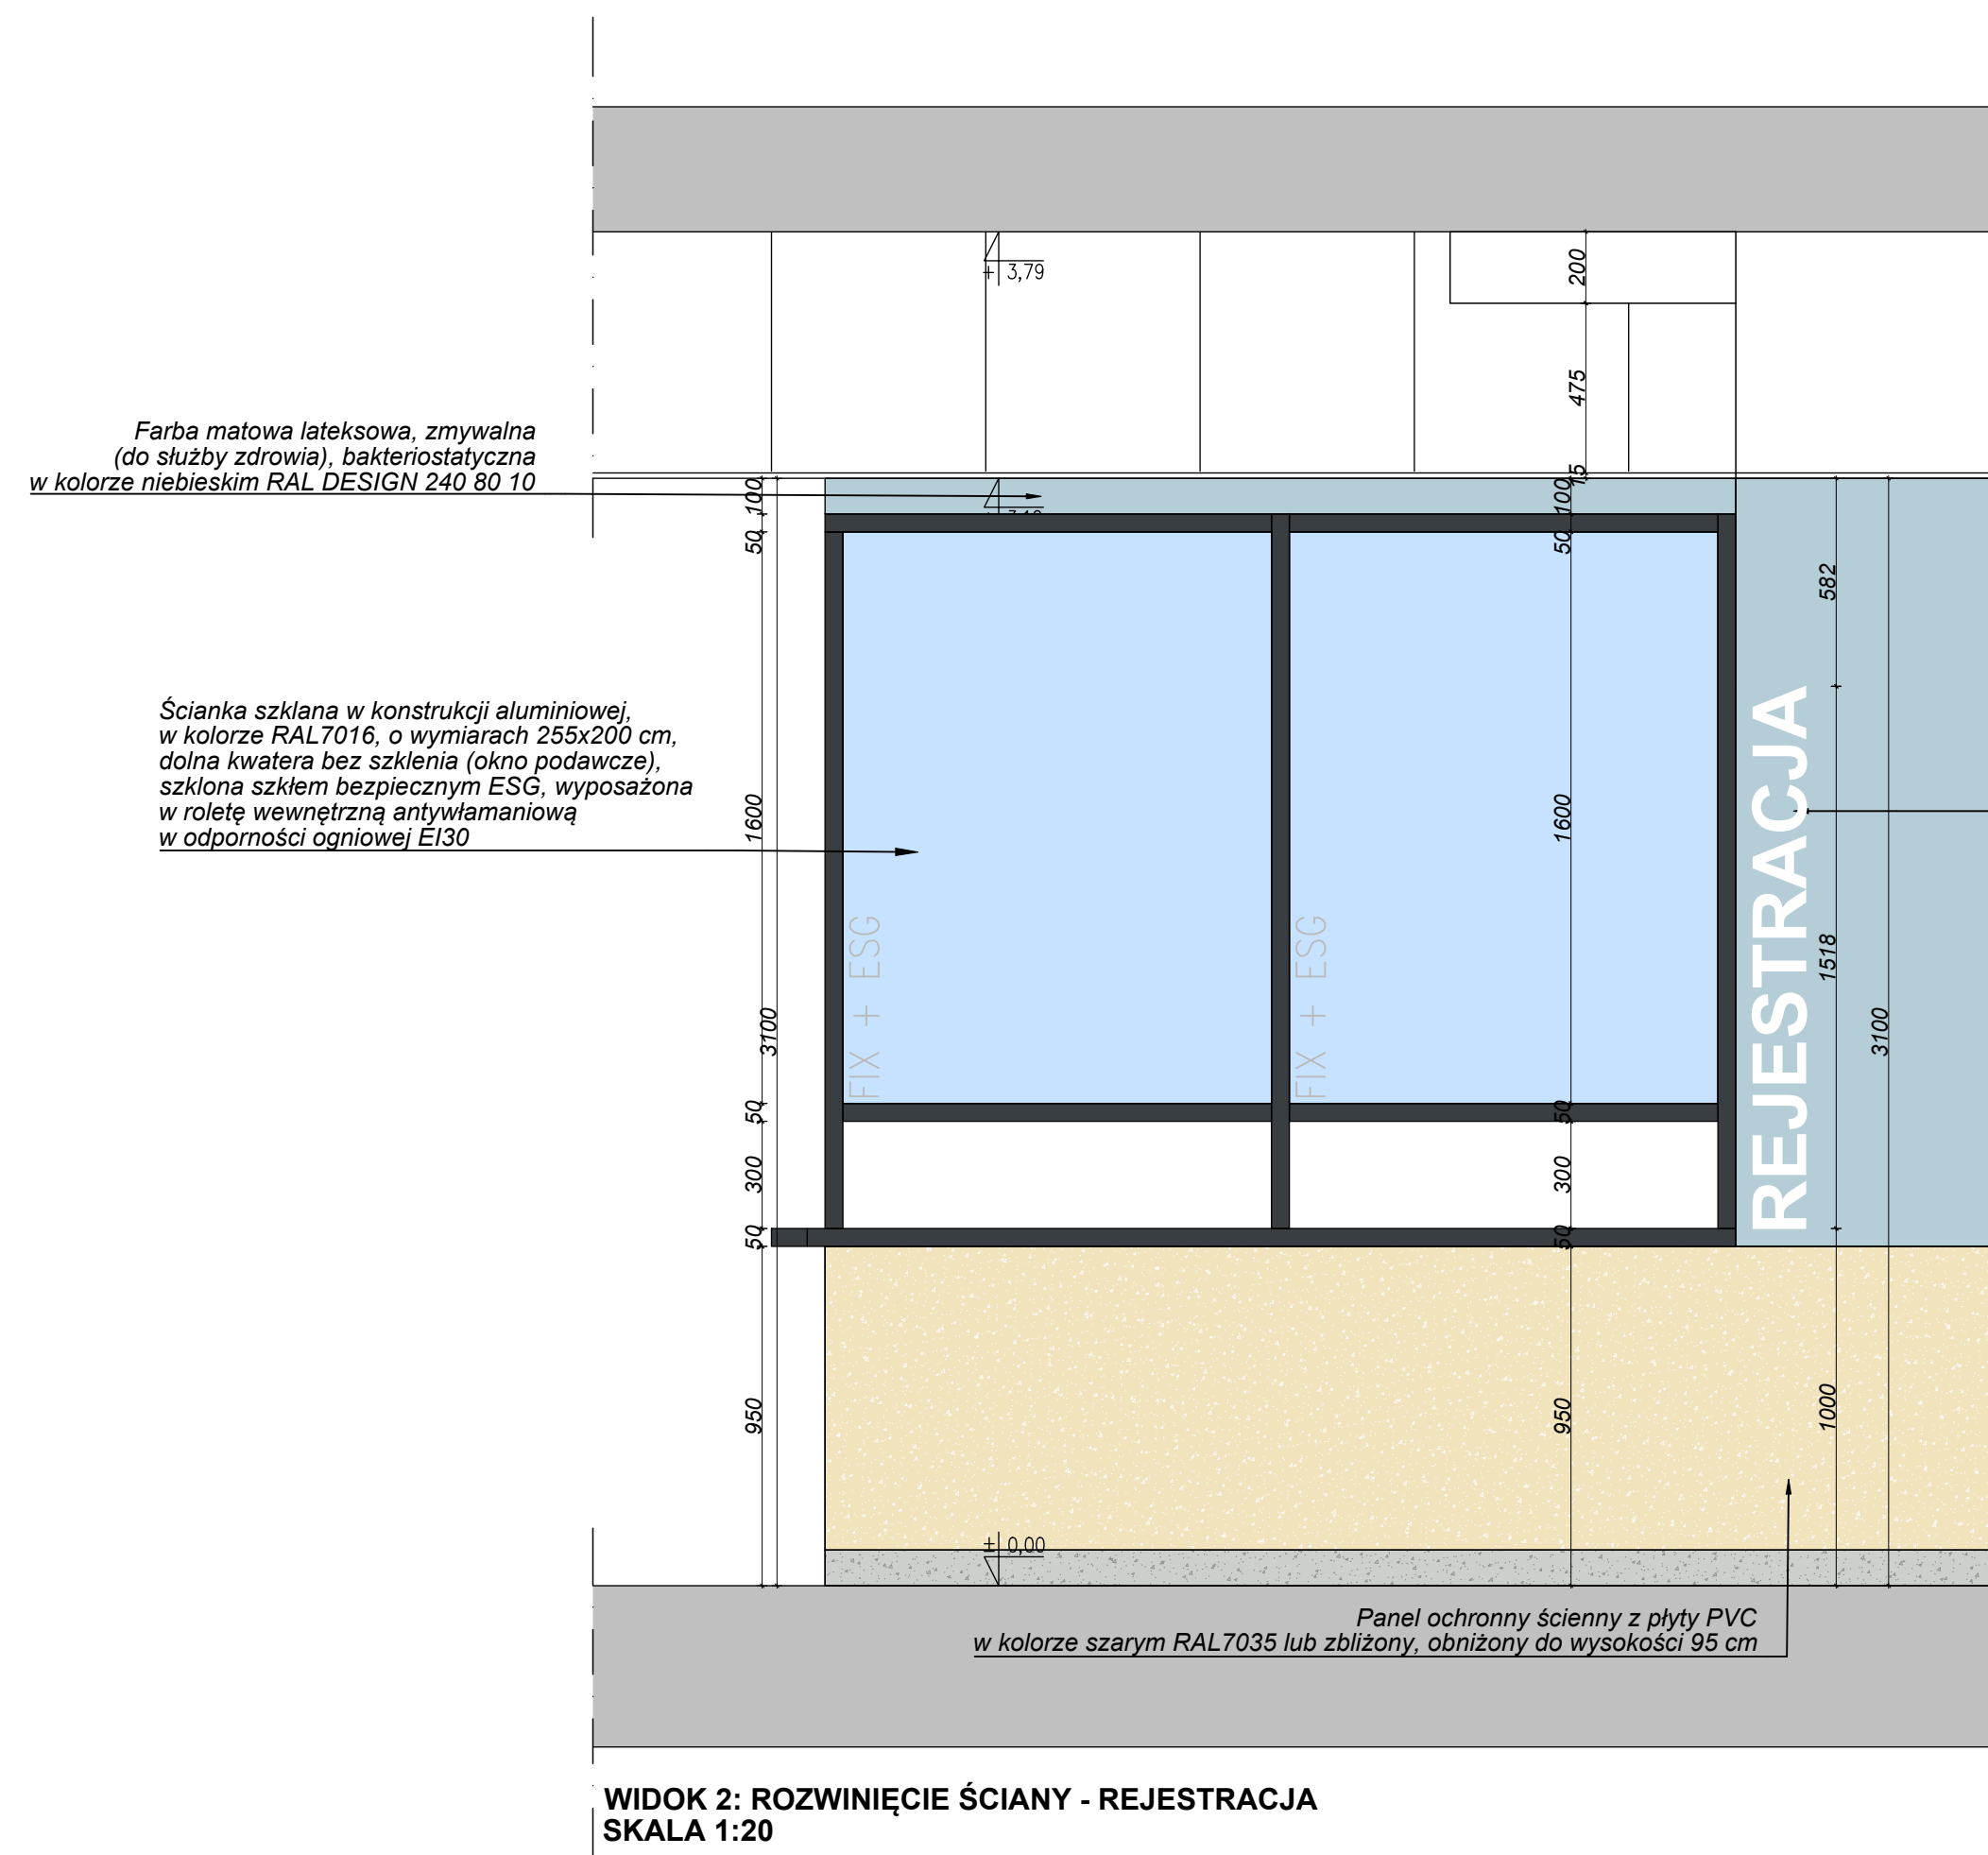 + 3,79
200
475
15
Farba matowa lateksowa, zmywalna
(do służby zdrowia), bakteriostatyczna
w kolorze niebieskim RAL DESIGN 240 80 10
100
50
1600
3100
50
300
50
950
100
50
1600
50
300
50
950
582
1518
1000
3100
Ścianka szklana w konstrukcji aluminiowej,
w kolorze RAL7016, o wymiarach 255x200 cm,
dolna kwatera bez szklenia (okno podawcze),
szklona szkłem bezpiecznym ESG, wyposażona
w roletę wewnętrzną antywłamaniową
w odporności ogniowej EI30
FIX + ESG
FIX + ESG
REJESTRACJA
± 0,00
Panel ochronny ścienny z płyty PVC
w kolorze szarym RAL7035 lub zbliżony, obniżony do wysokości 95 cm
WIDOK 2: ROZWINIĘCIE ŚCIANY - REJESTRACJA
SKALA 1:20